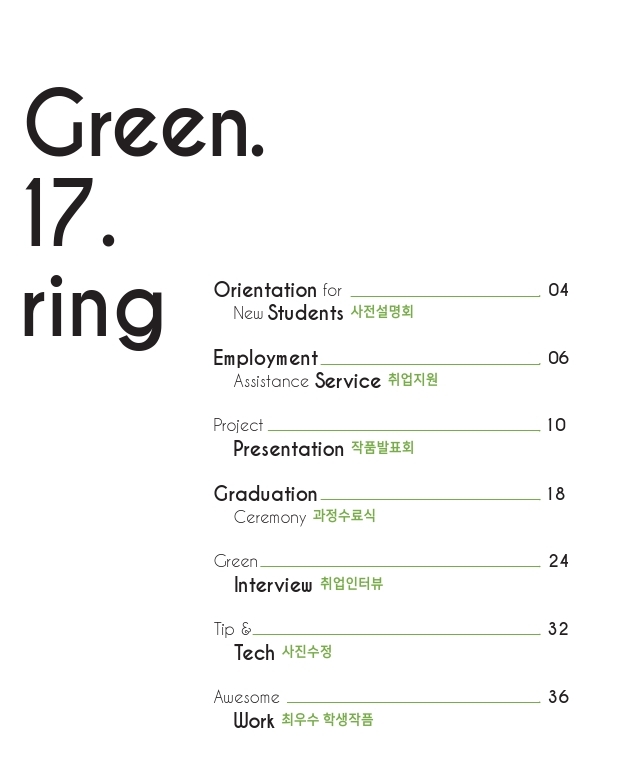 Green.
17.
ring
Orientation for 04
New Students 사전설명회
Employment 06
Assistance Service 취업지원
Project 10
Presentation 작품발표회
Graduation 18
Ceremony 과정수료식
Green 24
Interview 취업인터뷰
Tip & 32
Tech 사진수정
Awesome 36
Work 최우수 학생작픔